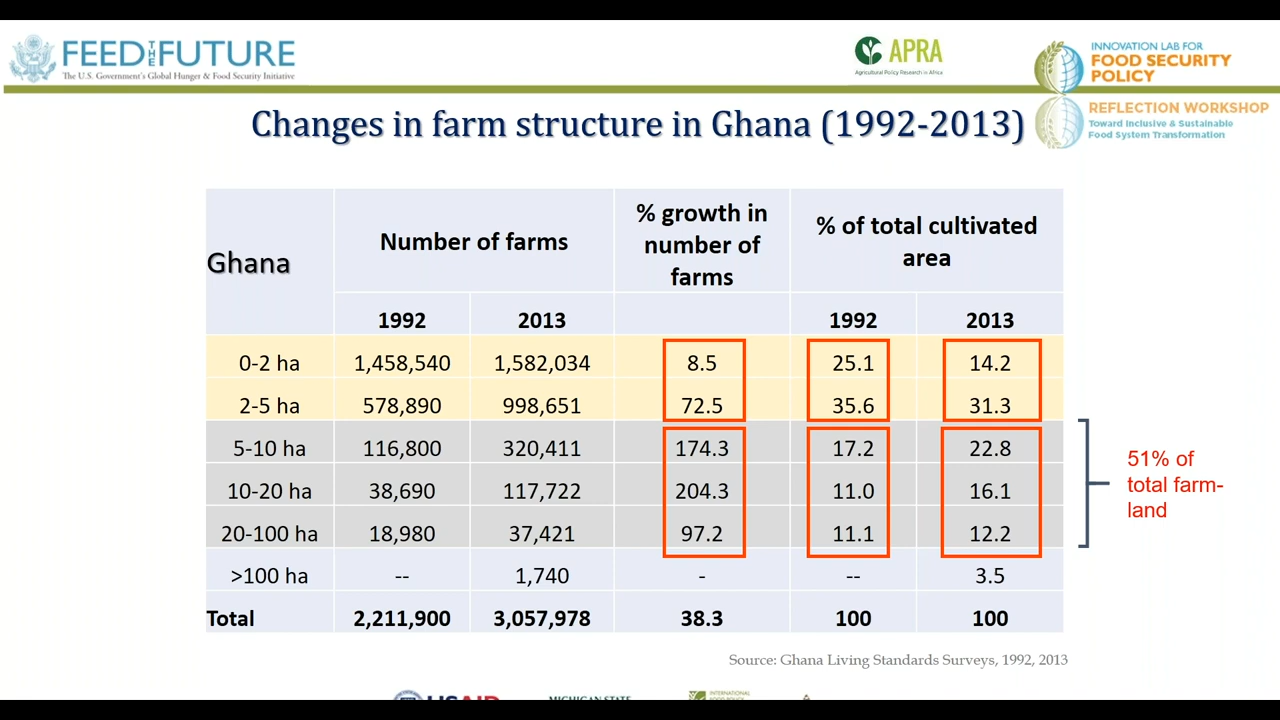 FEED THE FUTURE
The U.S. Government's Global Hunger & Food Security Initiative
APRA
Agricultural Policy Research in Africa
INNOVATION LAB FOR
FOOD SECURITY
POLICY
REFLECTION WORKSHOP
Toward Inclusive & Sustainable
Food System Transformation
Changes in farm structure in Ghana (1992-2013)
Ghana
Number of farms
% growth in
number of
farms
% of total cultivated
area
1992 2013 1992 2013
0-2 ha 1,458,540 1,582,034 8.5 25.1 14.2
2-5 ha 578,890 998,651 72.5 35.6 31.3
5-10 ha 116,800 320,411 174.3 17.2 22.8
10-20 ha 38,690 117,722 204.3 11.0 16.1
20-100 ha 18,980 37,421 97.2 11.1 12.2
>100 ha -- 1,740 - -- 3.5
Total 2,211,900 3,057,978 38.3 100 100
51% of
total farm-
land
Source: Ghana Living Standards Surveys, 1992, 2013
USAID
MICHIGAN STATE
INTERNATIONAL